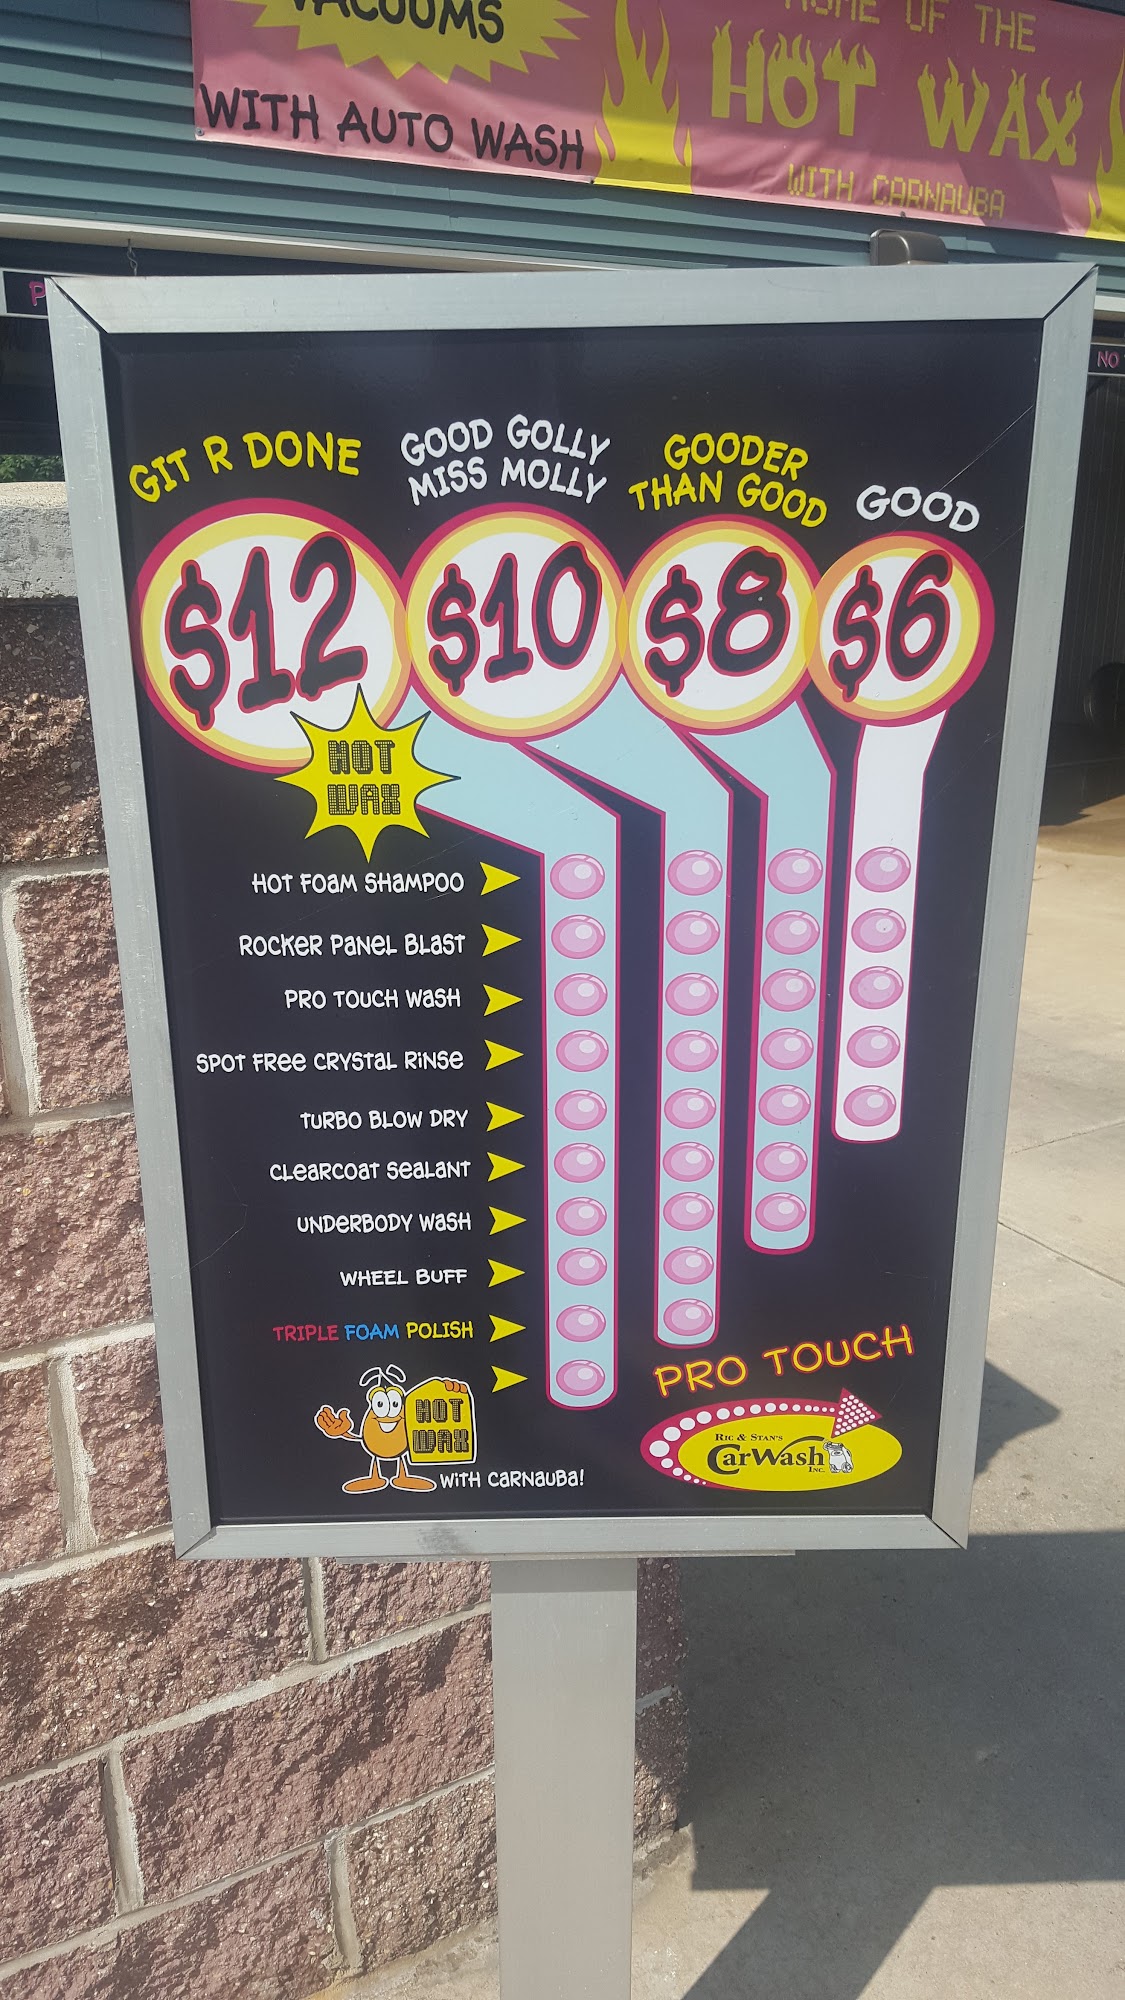 VACUUMS
WITH AUTO WASH
HOME OF THE
HOT WAX
WITH CARNAUBA
NO
GIT R DONE
GOOD GOLLY
MISS MOLLY
GOODER
THAN GOOD
GOOD
$12
$10
$8
$6
HOT
WAX
HOT FOAM SHAMPOO
ROCKER PANEL BLAST
PRO TOUCH WASH
SPOT FREE CRYSTAL RINSE
TURBO BLOW DRY
CLEARCOAT SEALANT
UNDERBODY WASH
WHEEL BUFF
TRIPLE FOAM POLISH
HOT
WAX
WITH CARNAUBA!
PRO TOUCH
RIC & STAN'S
CarWash
INC.